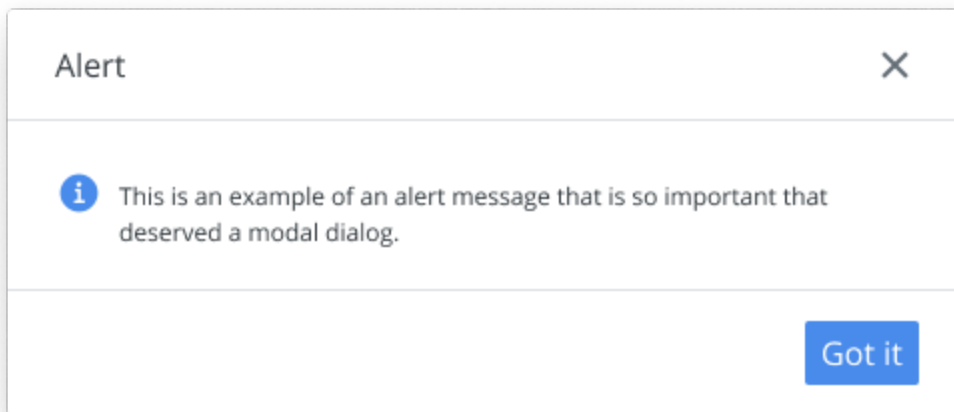 Alert
This is an example of an alert message that is so important that
deserved a modal dialog.
Got it